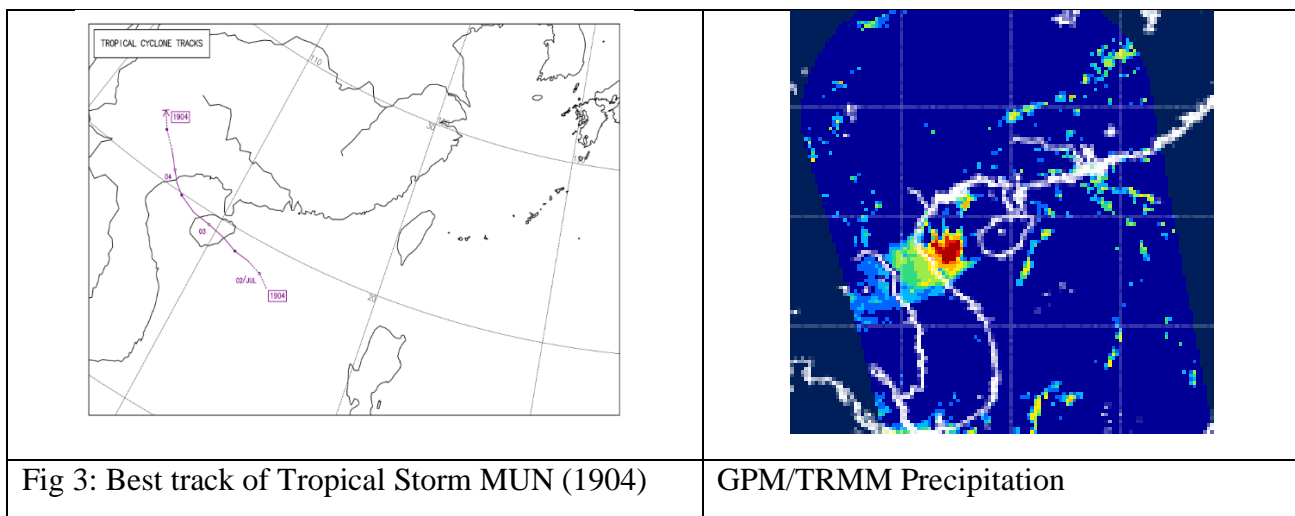 TROPICAL CYCLONE TRACKS
110
30
1904
04
03
02/JUL
1904
20
Fig 3: Best track of Tropical Storm MUN (1904)
GPM/TRMM Precipitation